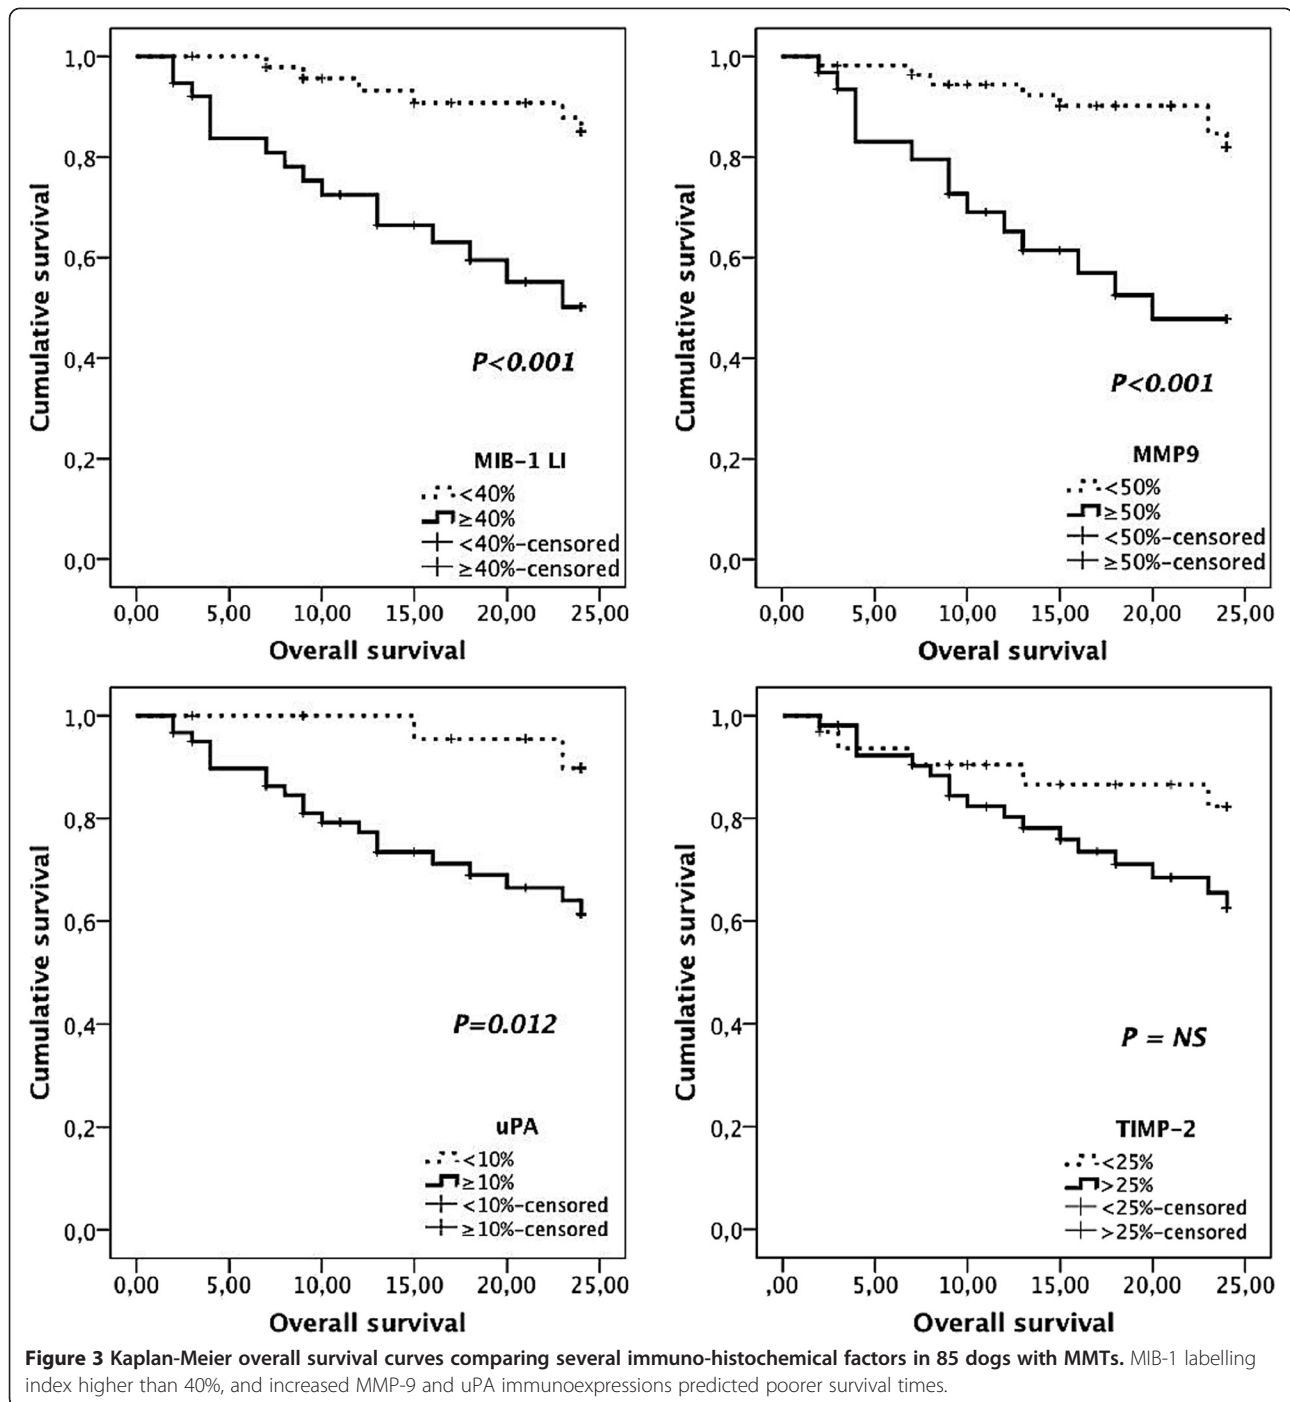 Cumulative survival
1,0
0,8
0,6
0,4
0,2
0,0
P<0.001
MIB-1 LI
<40%
≥40%
<40%-censored
≥40%-censored
0,00 5,00 10,00 15,00 20,00 25,00
Overall survival
Cumulative survival
1,0
0,8
0,6
0,4
0,2
0,0
P<0.001
MMP9
<50%
≥50%
<50%-censored
≥50%-censored
0,00 5,00 10,00 15,00 20,00 25,00
Overal survival
Cumulative survival
1,0
0,8
0,6
0,4
0,2
0,0
P=0.012
uPA
<10%
≥10%
<10%-censored
≥10%-censored
0,00 5,00 10,00 15,00 20,00 25,00
Overall survival
Cumulative survival
1,0
0,8
0,6
0,4
0,2
0,0
P = NS
TIMP-2
<25%
>25%
<25%-censored
>25%-censored
,00 5,00 10,00 15,00 20,00 25,00
Overall survival
Figure 3 Kaplan-Meier overall survival curves comparing several immuno-histochemical factors in 85 dogs with MMTs. MIB-1 labelling
index higher than 40%, and increased MMP-9 and uPA immunoexpressions predicted poorer survival times.